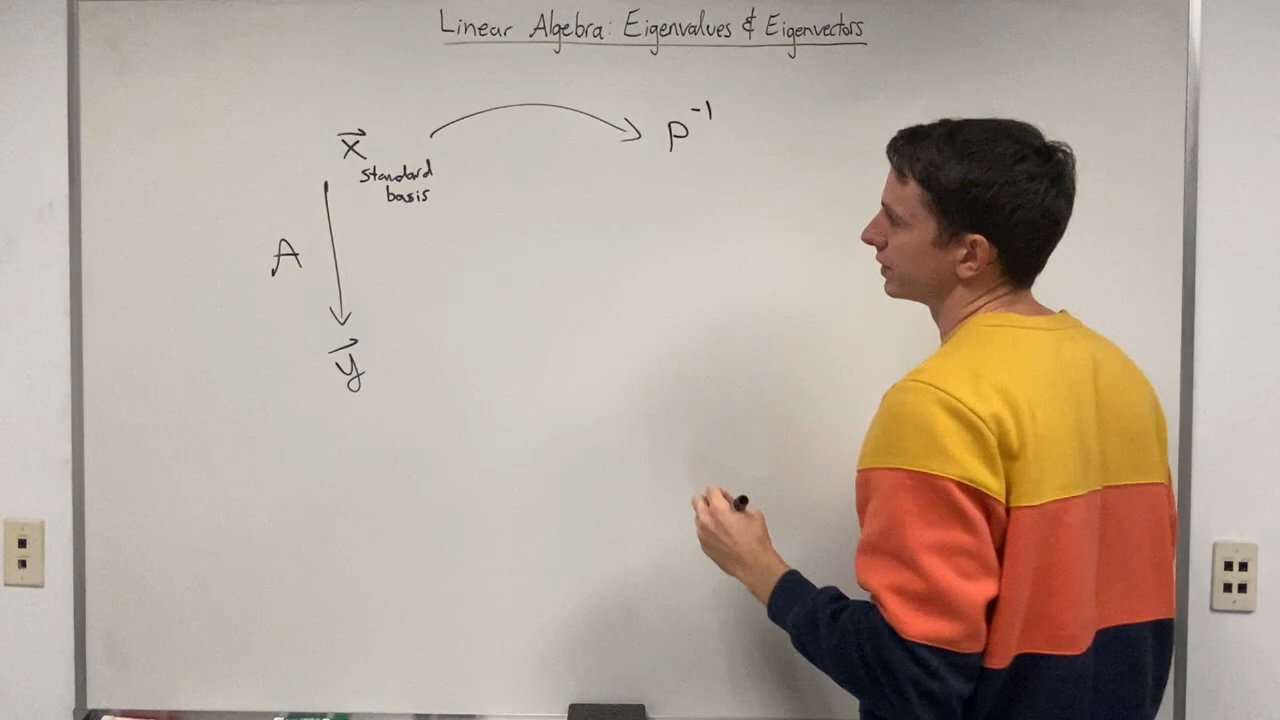 Linear Algebra: Eigenvalues & Eigenvectors
x⃗ standard basis
P⁻¹
A
y⃗